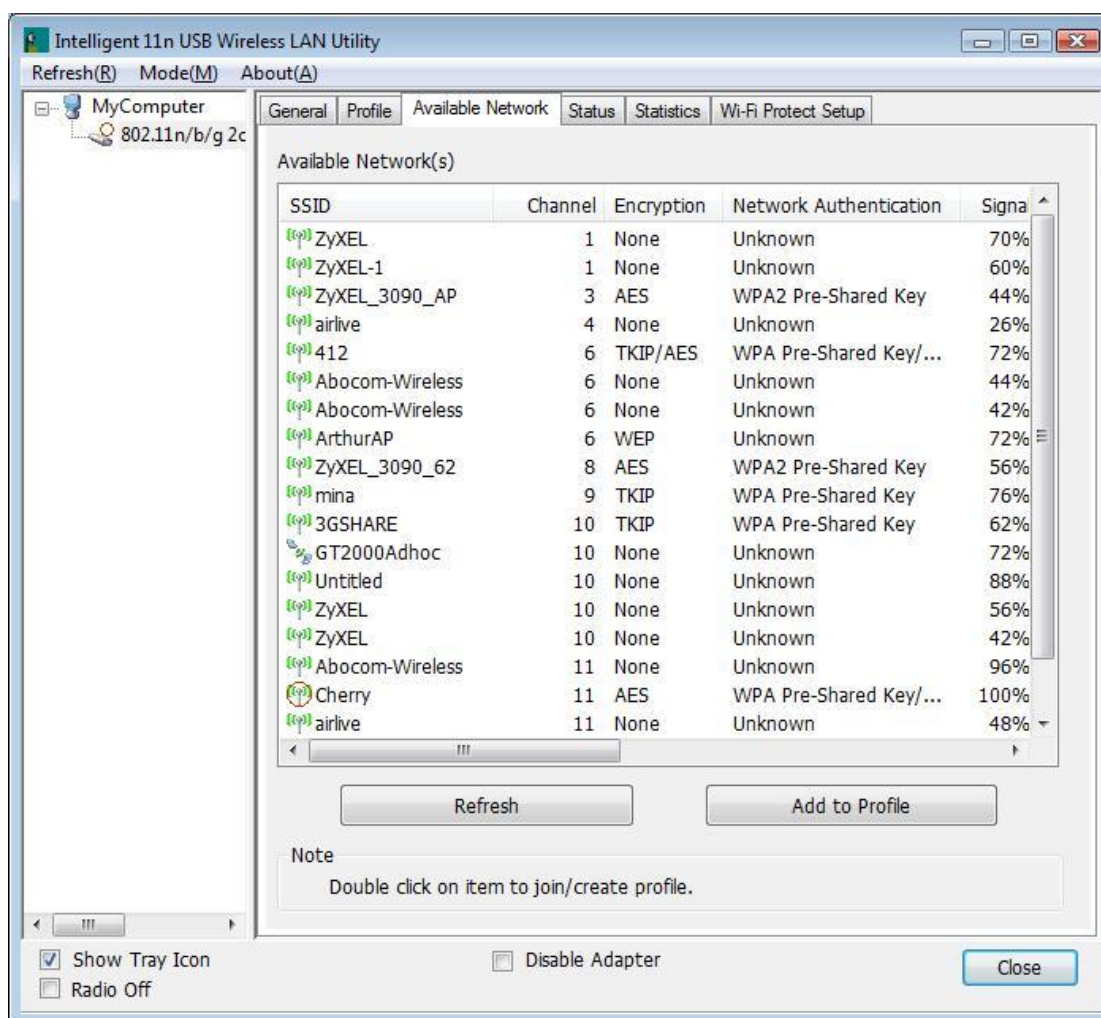 Intelligent 11n USB Wireless LAN Utility
Refresh(R) Mode(M) About(A)
MyComputer
802.11n/b/g 2c
General Profile Available Network Status Statistics Wi-Fi Protect Setup
Available Network(s)
SSID Channel Encryption Network Authentication Signa
ZyXEL 1 None Unknown 70%
ZyXEL-1 1 None Unknown 60%
ZyXEL_3090_AP 3 AES WPA2 Pre-Shared Key 44%
airlive 4 None Unknown 26%
412 6 TKIP/AES WPA Pre-Shared Key/... 72%
Abocom-Wireless 6 None Unknown 44%
Abocom-Wireless 6 None Unknown 42%
ArthurAP 6 WEP Unknown 72%
ZyXEL_3090_62 8 AES WPA2 Pre-Shared Key 56%
mina 9 TKIP WPA Pre-Shared Key 76%
3GSHARE 10 TKIP WPA Pre-Shared Key 62%
GT2000Adhoc 10 None Unknown 72%
Untitled 10 None Unknown 88%
ZyXEL 10 None Unknown 56%
ZyXEL 10 None Unknown 42%
Abocom-Wireless 11 None Unknown 96%
Cherry 11 AES WPA Pre-Shared Key/... 100%
airlive 11 None Unknown 48%
Refresh Add to Profile
Note
Double click on item to join/create profile.
Show Tray Icon Disable Adapter
Radio Off
Close